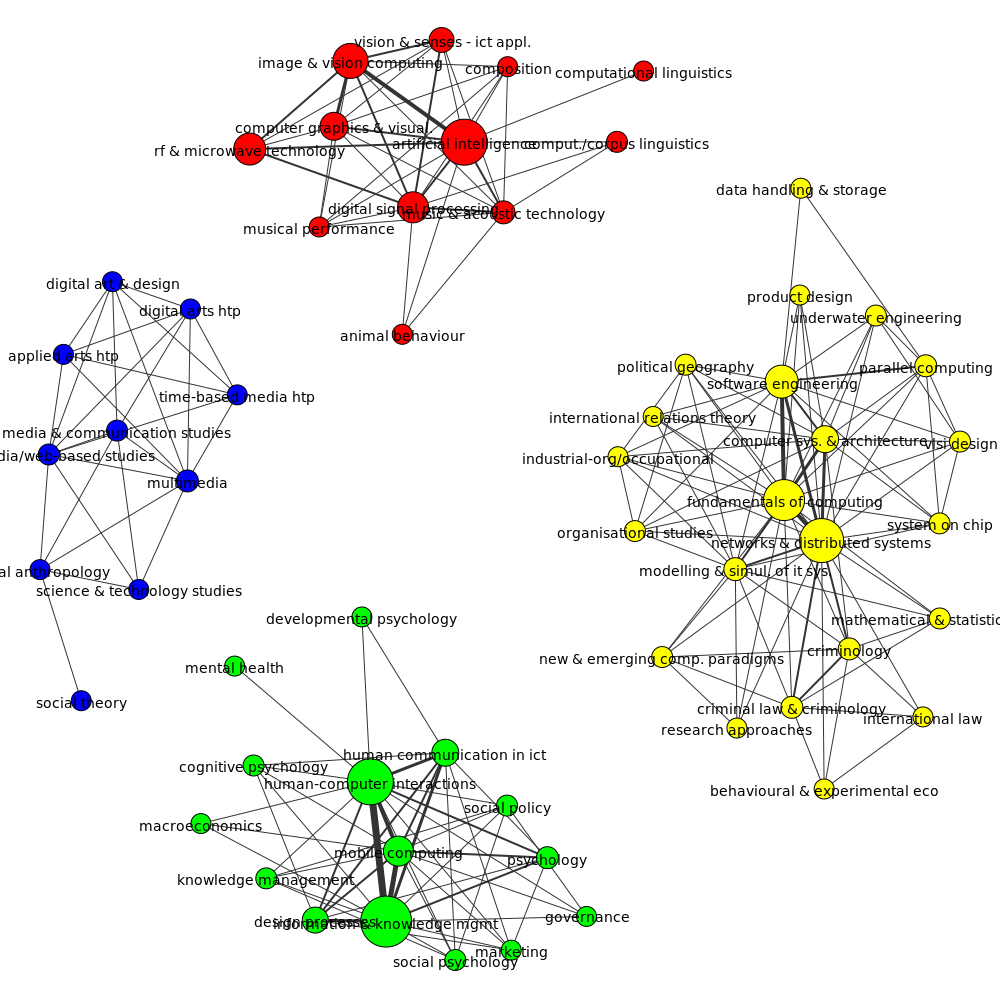 vision & senses - ict appl.
image & vision computing
composition
computational linguistics
computer graphics & visual.
artificial intelligence
comput./corpus linguistics
rf & microwave technology
digital signal processing
music & acoustic technology
musical performance
animal behaviour
data handling & storage
product design
underwater engineering
political geography
parallel computing
software engineering
international relations theory
computer sys. & architecture
vlsi design
industrial-org/occupational
fundamentals of computing
system on chip
organisational studies
networks & distributed systems
modelling & simul. of it sys.
mathematical & statistic
criminology
new & emerging comp. paradigms
criminal law & criminology
international law
research approaches
behavioural & experimental eco
digital art & design
digital arts htp
applied arts htp
time-based media htp
media & communication studies
dia/web-based studies
multimedia
al anthropology
science & technology studies
social theory
developmental psychology
mental health
human communication in ict
cognitive psychology
human-computer interactions
social policy
macroeconomics
mobile computing
psychology
knowledge management
governance
design processes
information & knowledge mgmt
marketing
social psychology